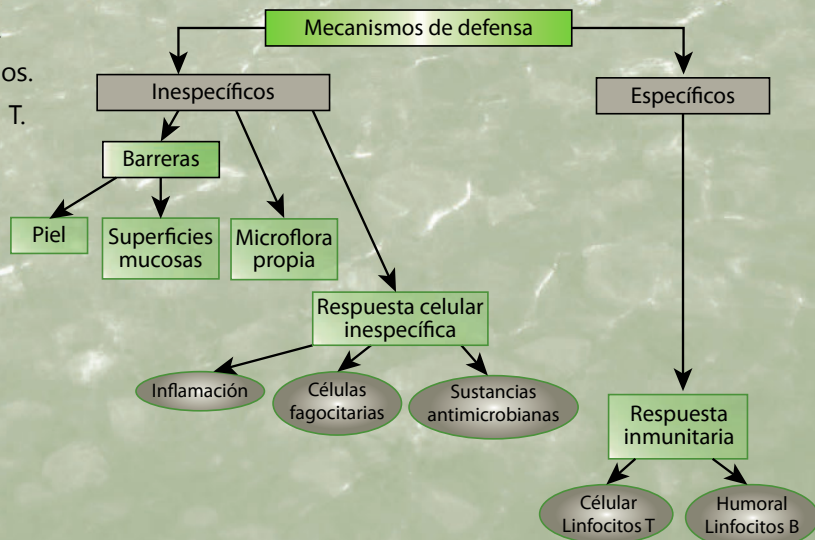 Mecanismos de defensa
os.
T.
Inespecíficos
Específicos
Barreras
Piel
Superficies
mucosas
Microflora
propia
Respuesta celular
inespecífica
Inflamación
Células
fagocitarias
Sustancias
antimicrobianas
Respuesta
inmunitaria
Célular
Linfocitos T
Humoral
Linfocitos B